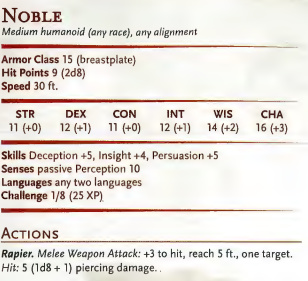 NOBLE
Medium humanoid (any race), any alignment
Armor Class 15 (breastplate)
Hit Points 9 (2d8)
Speed 30 ft.
STR DEX CON INT WIS CHA
11 (+0) 12 (+1) 11 (+0) 12 (+1) 14 (+2) 16 (+3)
Skills Deception +5, Insight +4, Persuasion +5
Senses passive Perception 10
Languages any two languages
Challenge 1/8 (25 XP)
ACTIONS
Rapier. Melee Weapon Attack: +3 to hit, reach 5 ft., one target.
Hit: 5 (1d8 + 1) piercing damage.